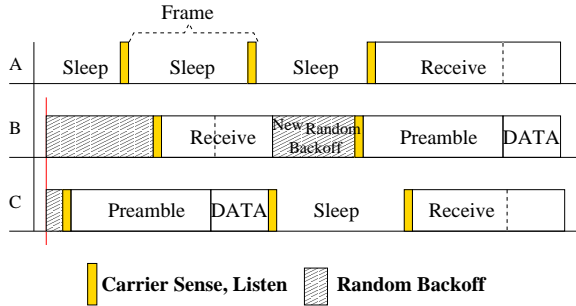 Frame
A
Sleep
Sleep
Sleep
Receive
B
Receive
New Random
Backoff
Preamble
DATA
C
Preamble
DATA
Sleep
Receive
Carrier Sense, Listen
Random Backoff